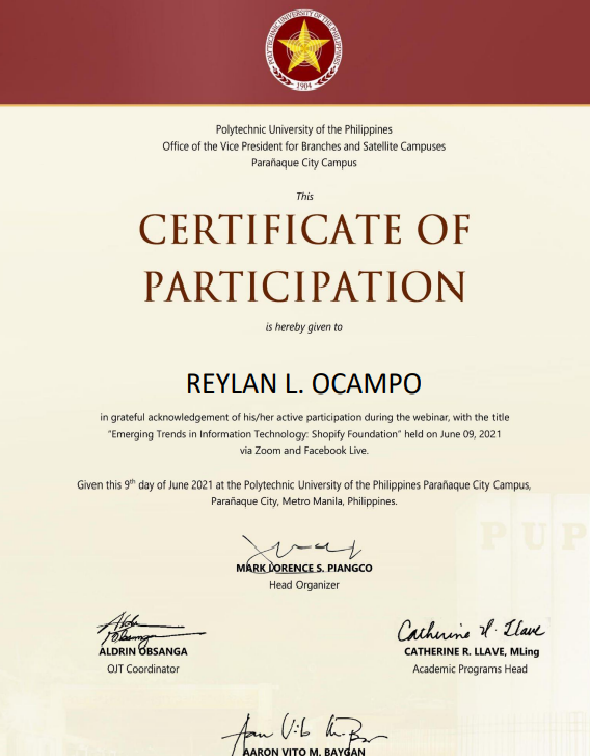 POLYTECHNIC UNIVERSITY OF THE PHILIPPINES
1904
Polytechnic University of the Philippines
Office of the Vice President for Branches and Satellite Campuses
Parañaque City Campus
This
CERTIFICATE OF
PARTICIPATION
is hereby given to
REYLAN L. OCAMPO
in grateful acknowledgement of his/her active participation during the webinar, with the title
“Emerging Trends in Information Technology: Shopify Foundation” held on June 09, 2021
via Zoom and Facebook Live.
Given this 9th day of June 2021 at the Polytechnic University of the Philippines Parañaque City Campus,
Parañaque City, Metro Manila, Philippines.
PUP
MARK LORENCE S. PIANGCO
Head Organizer
ALDRIN OBSANGA
OJT Coordinator
Catherine R. Llave
CATHERINE R. LLAVE, MLing
Academic Programs Head
AARON VITO M. BAYGAN